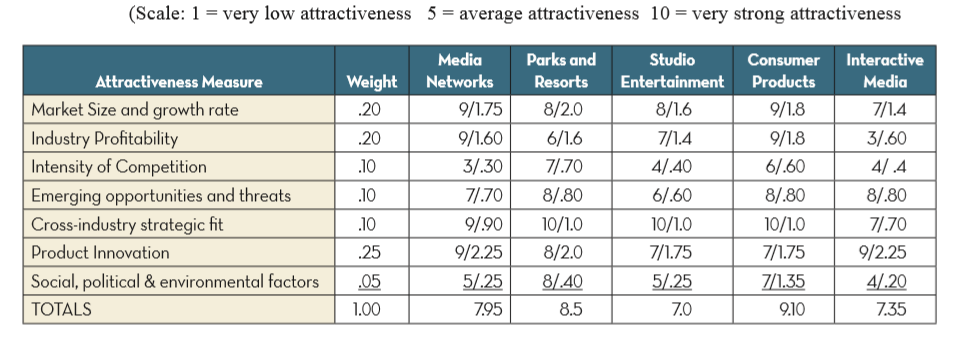 (Scale: 1 = very low attractiveness 5 = average attractiveness 10 = very strong attractiveness
Attractiveness Measure Weight Media Networks Parks and Resorts Studio Entertainment Consumer Products Interactive Media
Market Size and growth rate .20 9/1.75 8/2.0 8/1.6 9/1.8 7/1.4
Industry Profitability .20 9/1.60 6/1.6 7/1.4 9/1.8 3/.60
Intensity of Competition .10 3/.30 7/.70 4/.40 6/.60 4/ .4
Emerging opportunities and threats .10 7/.70 8/.80 6/.60 8/.80 8/.80
Cross-industry strategic fit .10 9/.90 10/1.0 10/1.0 10/1.0 7/.70
Product Innovation .25 9/2.25 8/2.0 7/1.75 7/1.75 9/2.25
Social, political & environmental factors .05 5/.25 8/.40 5/.25 7/1.35 4/.20
TOTALS 1.00 7.95 8.5 7.0 9.10 7.35